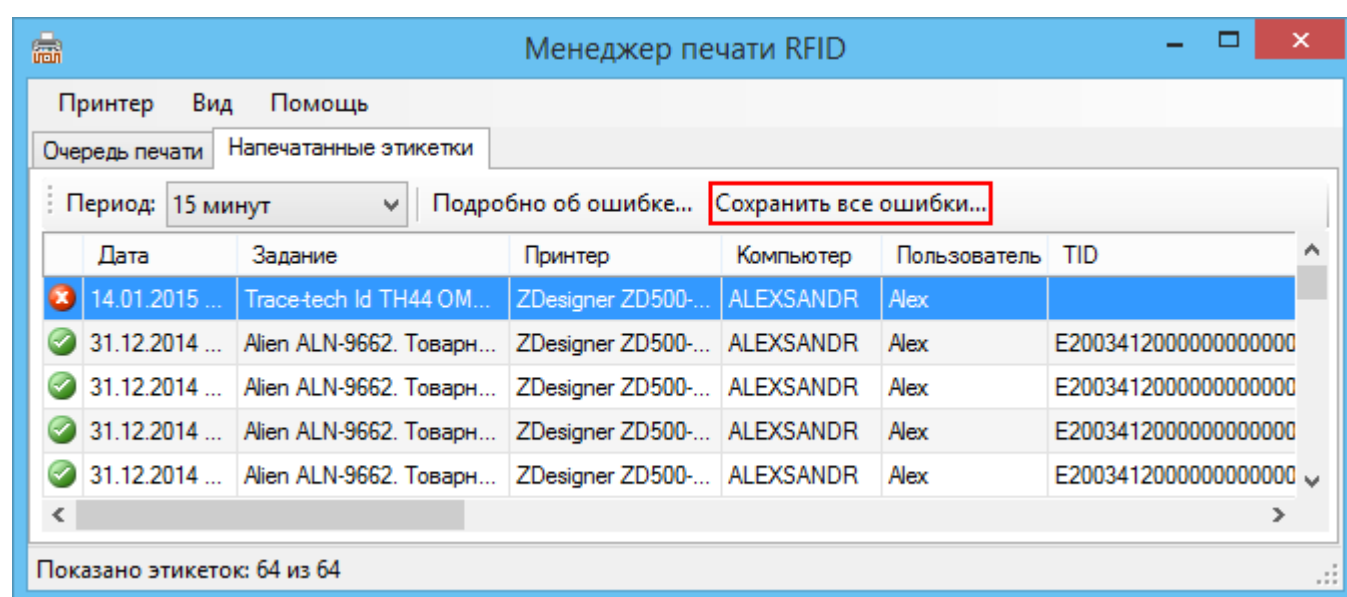 Менеджер печати RFID
Принтер Вид Помощь
Очередь печати Напечатанные этикетки
Период: 15 минут Подробно об ошибке... Сохранить все ошибки...
Дата Задание Принтер Компьютер Пользователь TID
14.01.2015 ... Trace-tech Id TH44 OM... ZDesigner ZD500-... ALEXSANDR Alex
31.12.2014 ... Alien ALN-9662. Товарн... ZDesigner ZD500-... ALEXSANDR Alex E2003412000000000000
31.12.2014 ... Alien ALN-9662. Товарн... ZDesigner ZD500-... ALEXSANDR Alex E2003412000000000000
31.12.2014 ... Alien ALN-9662. Товарн... ZDesigner ZD500-... ALEXSANDR Alex E2003412000000000000
31.12.2014 ... Alien ALN-9662. Товарн... ZDesigner ZD500-... ALEXSANDR Alex E2003412000000000000
Показано этикеток: 64 из 64